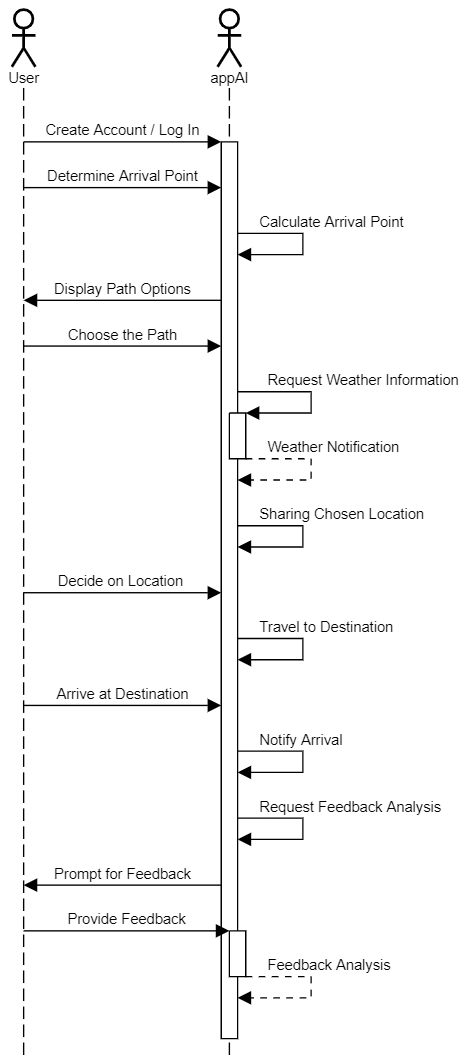 User
appAI
Create Account / Log In
Determine Arrival Point
Calculate Arrival Point
Display Path Options
Choose the Path
Request Weather Information
Weather Notification
Sharing Chosen Location
Decide on Location
Travel to Destination
Arrive at Destination
Notify Arrival
Request Feedback Analysis
Prompt for Feedback
Provide Feedback
Feedback Analysis